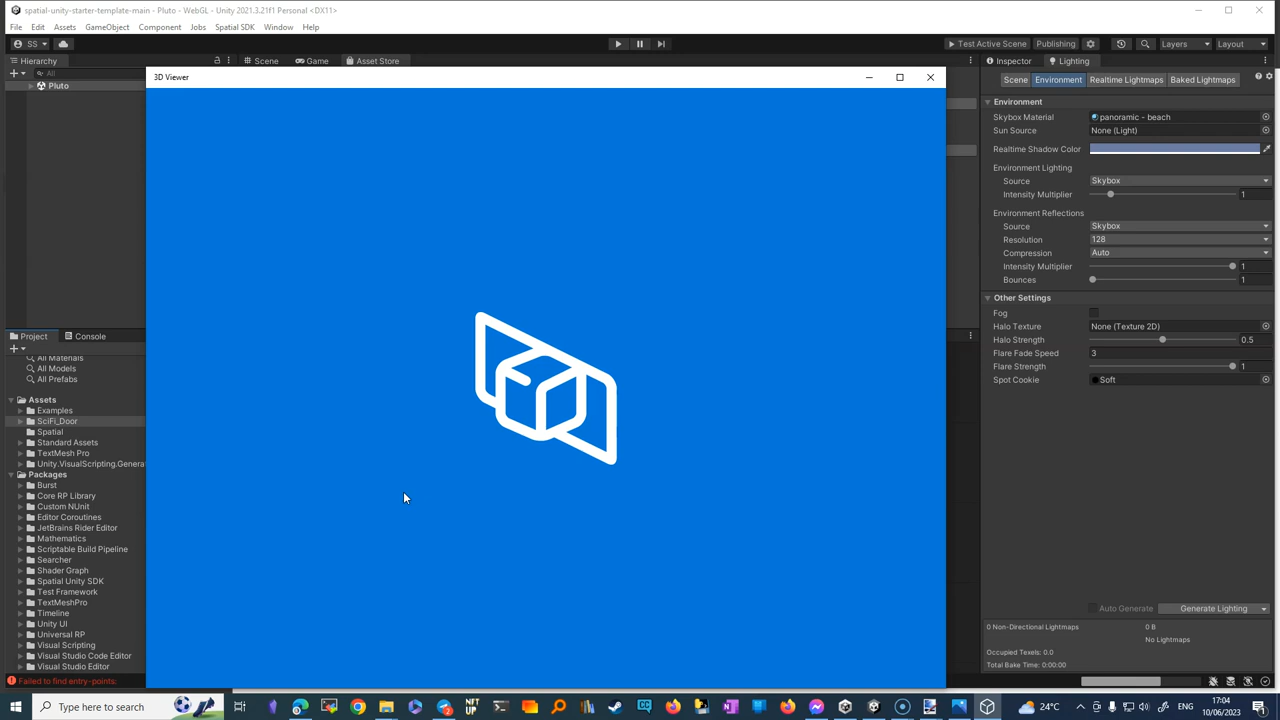 spatial-unity-starter-template-main - Pluto - WebGL - Unity 2021.3.21f1 Personal <DX11>
File Edit Assets GameObject Component Jobs Spatial SDK Window Help
SS
Test Active Scene
Publishing
Layers
Layout
Hierarchy
Scene
Game
Asset Store
All
Pluto
3D Viewer
Project
Console
All Materials
All Models
All Prefabs
Assets
Examples
SciFi_Door
Spatial
Standard Assets
TextMesh Pro
Unity.VisualScripting.Genera
Packages
Burst
Core RP Library
Custom NUnit
Editor Coroutines
JetBrains Rider Editor
Mathematics
Scriptable Build Pipeline
Searcher
Shader Graph
Spatial Unity SDK
Test Framework
TextMeshPro
Timeline
Unity UI
Universal RP
Visual Scripting
Visual Studio Code Editor
Visual Studio Editor
Failed to find entry-points:
Inspector
Lighting
Scene
Environment
Realtime Lightmaps
Baked Lightmaps
Environment
Skybox Material panoramic - beach
Sun Source None (Light)
Realtime Shadow Color
Environment Lighting
Source Skybox
Intensity Multiplier 1
Environment Reflections
Source Skybox
Resolution 128
Compression Auto
Intensity Multiplier 1
Bounces 1
Other Settings
Fog
Halo Texture None (Texture 2D)
Halo Strength 0.5
Flare Fade Speed 3
Flare Strength 1
Spot Cookie Soft
Auto Generate
Generate Lighting
0 Non-Directional Lightmaps 0 B
No Lightmaps
Occupied Texels: 0.0
Total Bake Time: 0:00:00
Type here to search
NFT
UP
CC
24°C
ENG
17:04
10/06/2023